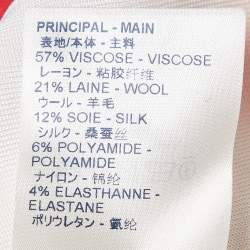 PRINCIPAL - MAIN
表地/本体 - 主料
57% VISCOSE - VISCOSE
レーヨン - 粘胶纤维
21% LAINE - WOOL
ウール - 羊毛
12% SOIE - SILK
シルク - 桑蚕丝
6% POLYAMIDE -
POLYAMIDE
ナイロン - 锦纶
4% ELASTHANNE -
ELASTANE
ポリウレタン - 氨纶